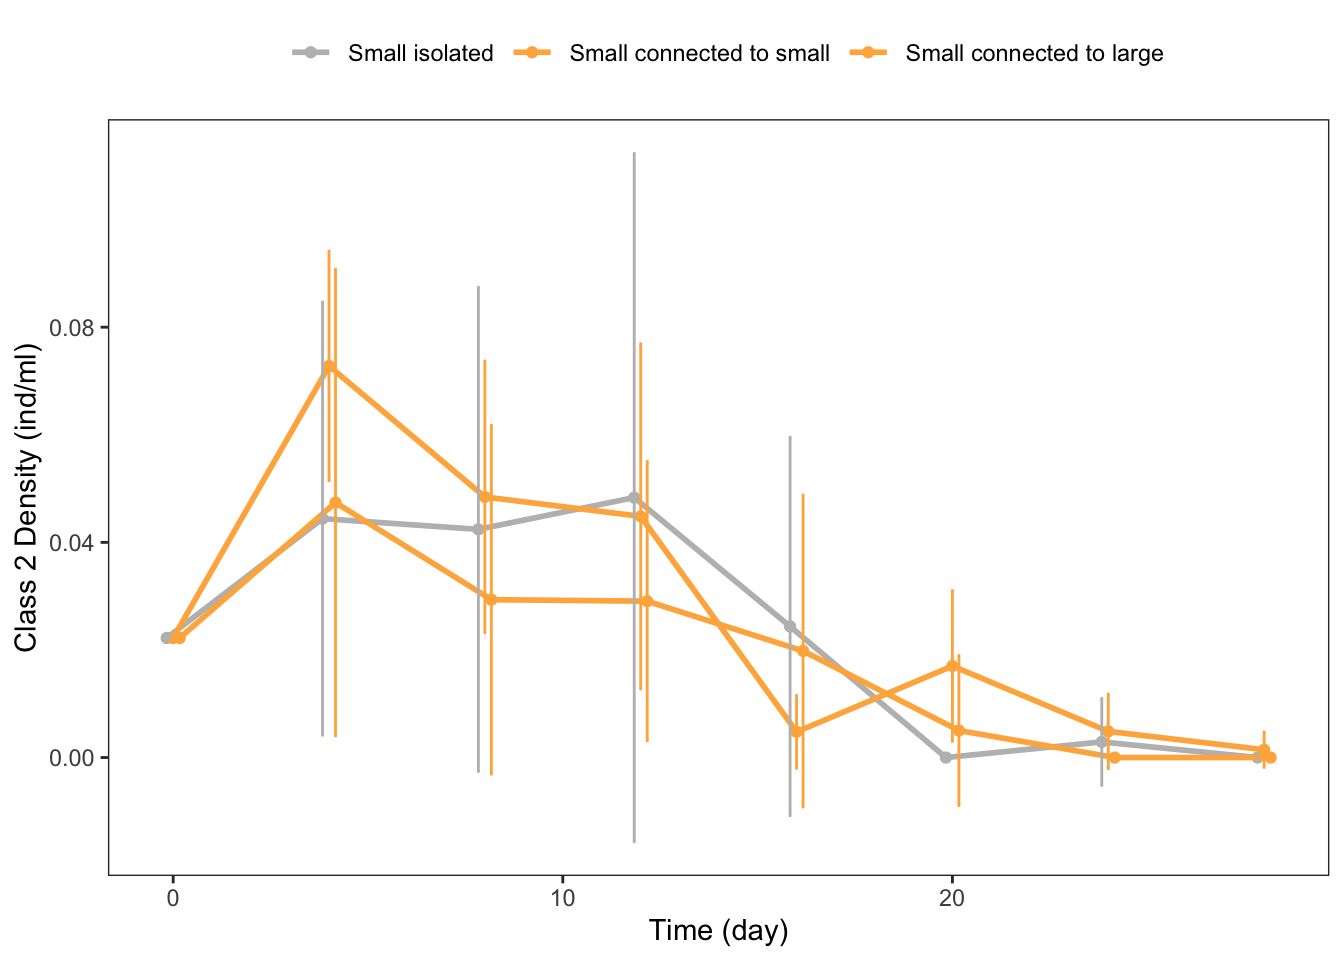 Small isolated Small connected to small Small connected to large
Class 2 Density (ind/ml)
0.08
0.04
0.00
0 10 20
Time (day)